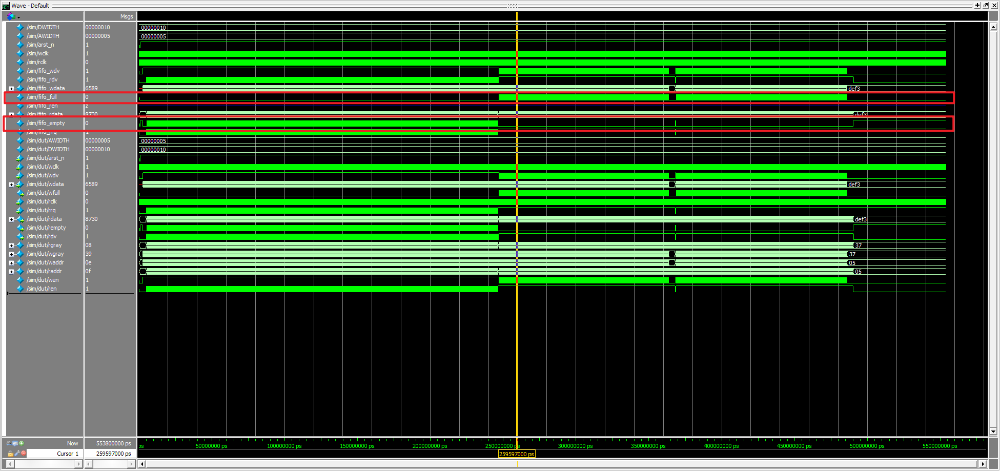 Wave - Default
Msgs
/sim/DWIDTH 00000010 00000010
/sim/AWIDTH 00000005 00000005
/sim/arst_n 1
/sim/wclk 1
/sim/rclk 0
/sim/fifo_wdv 1
/sim/fifo_rdv 1
/sim/fifo_wdata 6589 def3
/sim/fifo_full 0
/sim/fifo_ren z
/sim/fifo_rdata 8730 def3
/sim/fifo_empty 0
/sim/fifo_rrq 1
/sim/dut/AWIDTH 00000005 00000005
/sim/dut/DWIDTH 00000010 00000010
/sim/dut/arst_n 1
/sim/dut/wclk 1
/sim/dut/wdv 1
/sim/dut/wdata 6589 def3
/sim/dut/wfull 0
/sim/dut/rclk 0
/sim/dut/rrq 1
/sim/dut/rdata 8730 def3
/sim/dut/rempty 0
/sim/dut/rdv 1
/sim/dut/rgray 08 37
/sim/dut/wgray 39 37
/sim/dut/waddr 0e 05
/sim/dut/raddr 0f 05
/sim/dut/wen 1
/sim/dut/ren 1
Now 553800000 ps ps 50000000 ps 100000000 ps 150000000 ps 200000000 ps 250000000 ps 300000000 ps 350000000 ps 400000000 ps 450000000 ps 500000000 ps 550000000 ps
Cursor 1 259597000 ps 259597000 ps